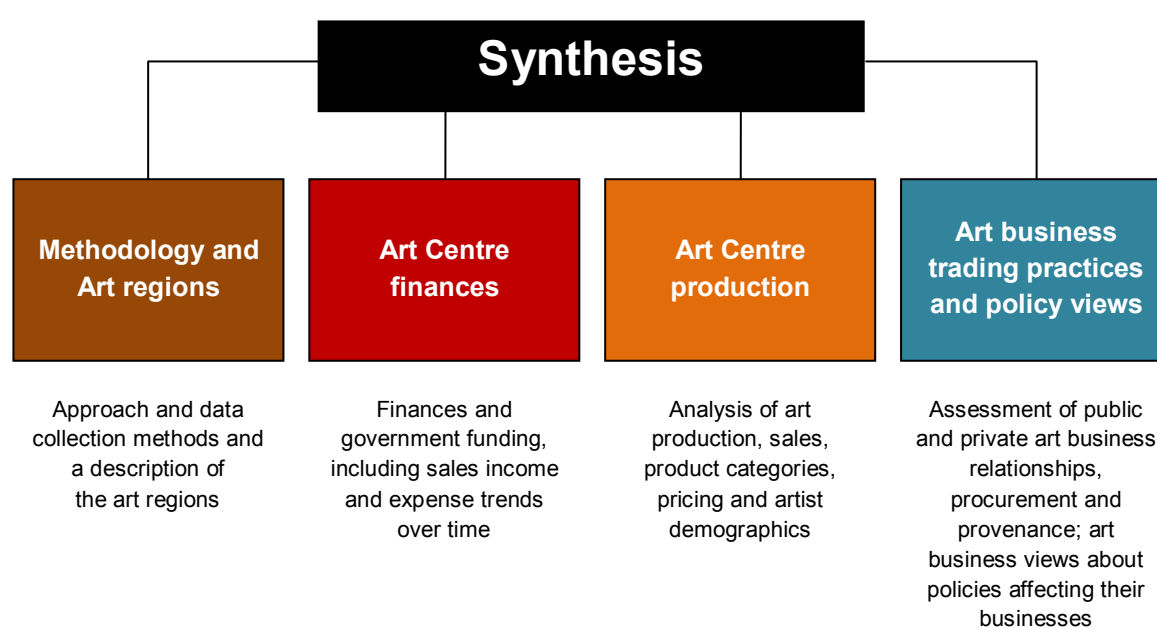 Synthesis
Methodology and
Art regions
Art Centre
finances
Art Centre
production
Art business
trading practices
and policy views
Approach and data
collection methods and
a description of
the art regions
Finances and
government funding,
including sales income
and expense trends
over time
Analysis of art
production, sales,
product categories,
pricing and artist
demographics
Assessment of public
and private art business
relationships,
procurement and
provenance; art
business views about
policies affecting their
businesses